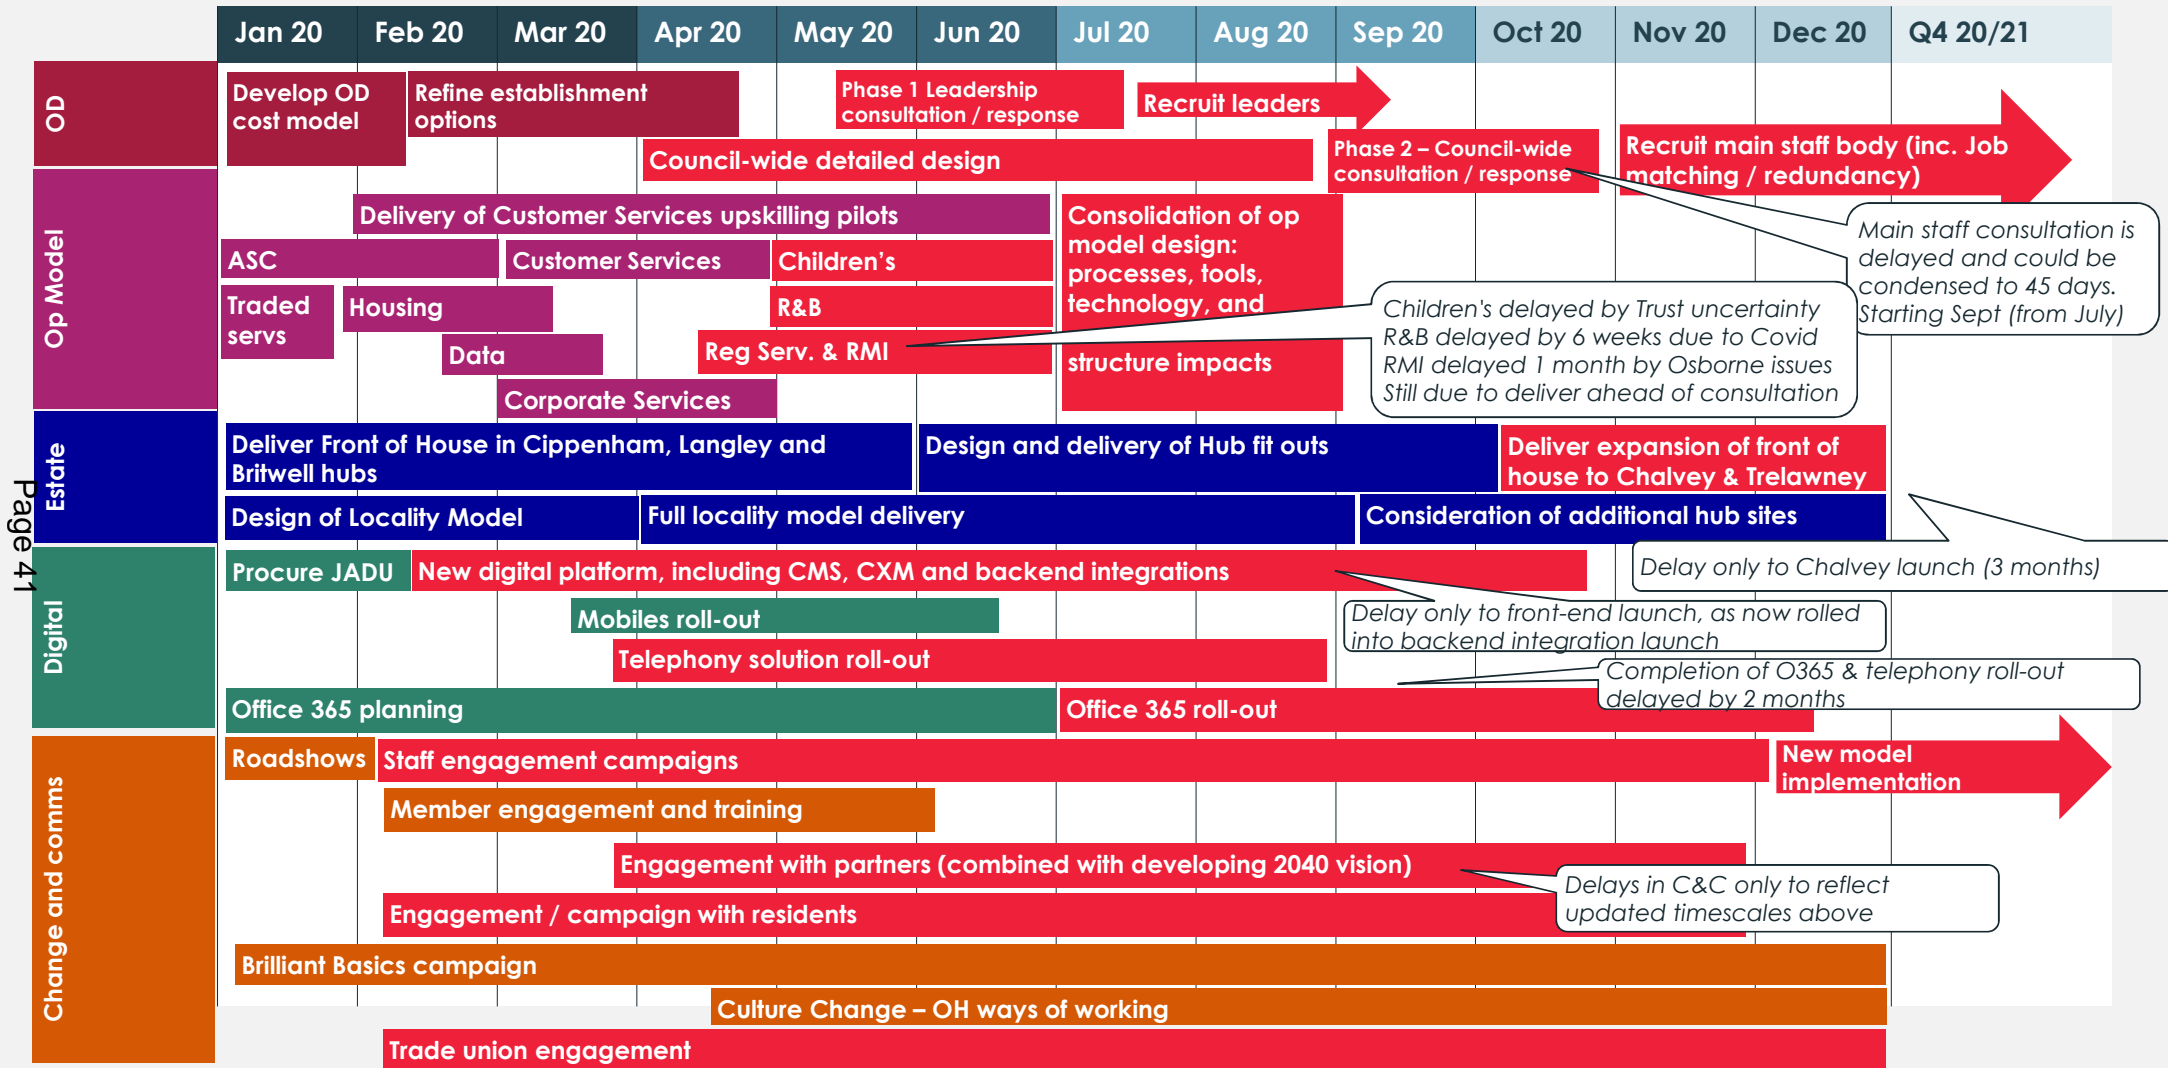 Jan 20
Feb 20
Mar 20
Apr 20
May 20
Jun 20
Jul 20
Aug 20
Sep 20
Oct 20
Nov 20
Dec 20
Q4 20/21
OD
Develop OD
cost model
Refine establishment
options
Phase 1 Leadership
consultation / response
Recruit leaders
Council-wide detailed design
Phase 2 – Council-wide
consultation / response
Recruit main staff body (inc. Job
matching / redundancy)
Main staff consultation is
delayed and could be
condensed to 45 days.
Starting Sept (from July)
Op Model
Delivery of Customer Services upskilling pilots
Consolidation of op
model design:
processes, tools,
technology, and
structure impacts
ASC
Customer Services
Children's
Traded
servs
Housing
R&B
Data
Reg Serv. & RMI
Corporate Services
Children's delayed by Trust uncertainty
R&B delayed by 6 weeks due to Covid
RMI delayed 1 month by Osborne issues
Still due to deliver ahead of consultation
Estate
Deliver Front of House in Cippenham, Langley and
Britwell hubs
Design and delivery of Hub fit outs
Deliver expansion of front of
house to Chalvey & Trelawney
Design of Locality Model
Full locality model delivery
Consideration of additional hub sites
Delay only to Chalvey launch (3 months)
Page 41
Digital
Procure JADU
New digital platform, including CMS, CXM and backend integrations
Delay only to front-end launch, as now rolled
into backend integration launch
Mobiles roll-out
Telephony solution roll-out
Completion of O365 & telephony roll-out
delayed by 2 months
Office 365 planning
Office 365 roll-out
Change and comms
Roadshows
Staff engagement campaigns
New model
implementation
Member engagement and training
Engagement with partners (combined with developing 2040 vision)
Delays in C&C only to reflect
updated timescales above
Engagement / campaign with residents
Brilliant Basics campaign
Culture Change – OH ways of working
Trade union engagement